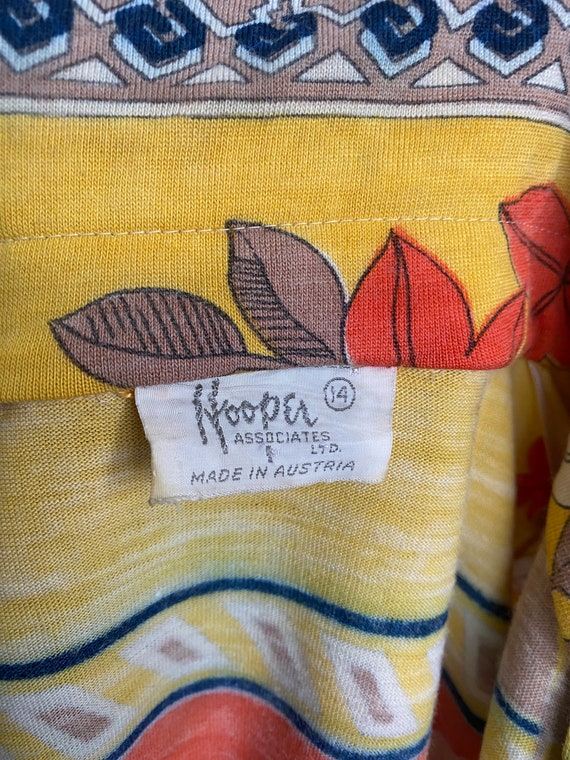 Hooper 14
ASSOCIATES
LTD.
MADE IN AUSTRIA